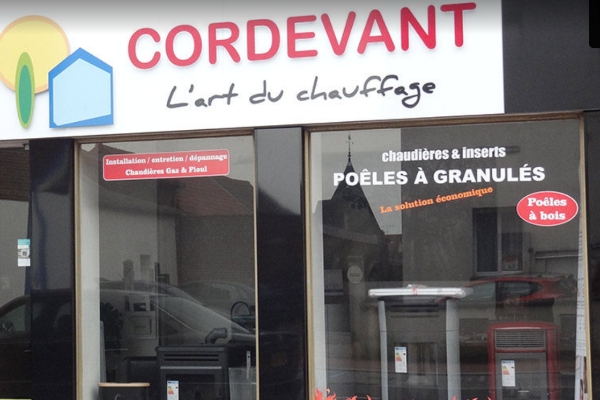 CORDEVANT
L'art du chauffage
Installation / entretien / dépannage
Chaudières Gaz & Fioul
chaudières & inserts
POÊLES À GRANULÉS
La solution économique
Poêles
à bois